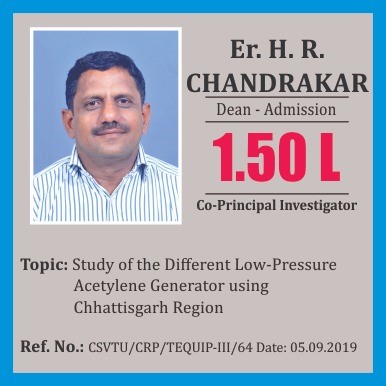 Er. H. R.
CHANDRAKAR
Dean - Admission
1.50 L
Co-Principal Investigator
Topic: Study of the Different Low-Pressure
Acetylene Generator using
Chhattisgarh Region
Ref. No.: CSVTU/CRP/TEQUIP-III/64 Date: 05.09.2019